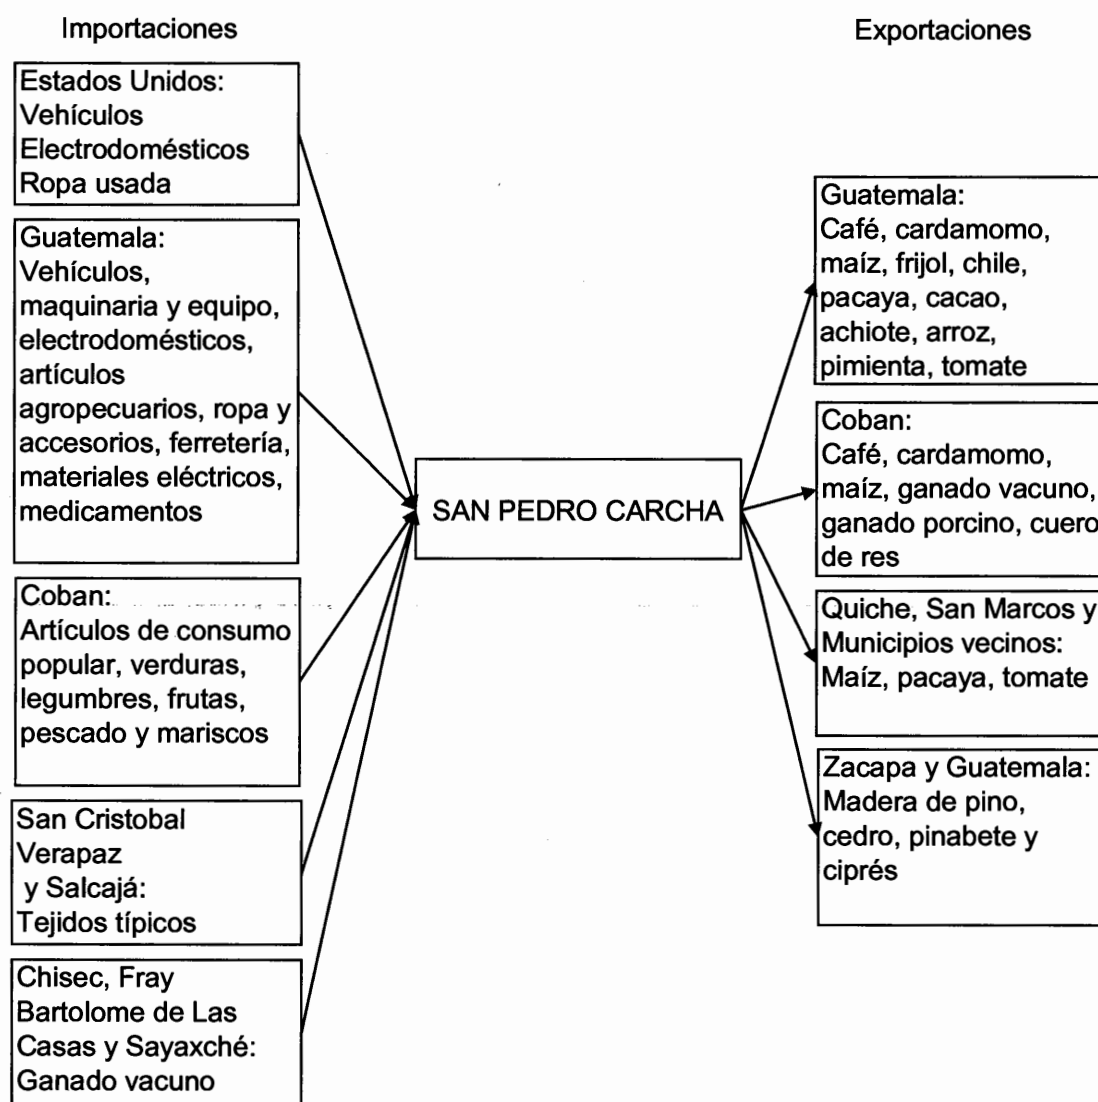 Importaciones
Estados Unidos:
Vehículos
Electrodomésticos
Ropa usada
Guatemala:
Vehículos,
maquinaria y equipo,
electrodomésticos,
artículos
agropecuarios, ropa y
accesorios, ferretería,
materiales eléctricos,
medicamentos
Coban:
Artículos de consumo
popular, verduras,
legumbres, frutas,
pescado y mariscos
San Cristobal
Verapaz
y Salcajá:
Tejidos típicos
Chisec, Fray
Bartolome de Las
Casas y Sayaxché:
Ganado vacuno
SAN PEDRO CARCHA
Exportaciones
Guatemala:
Café, cardamomo,
maíz, frijol, chile,
pacaya, cacao,
achiote, arroz,
pimienta, tomate
Coban:
Café, cardamomo,
maíz, ganado vacuno,
ganado porcino, cuero
de res
Quiche, San Marcos y
Municipios vecinos:
Maíz, pacaya, tomate
Zacapa y Guatemala:
Madera de pino,
cedro, pinabete y
ciprés